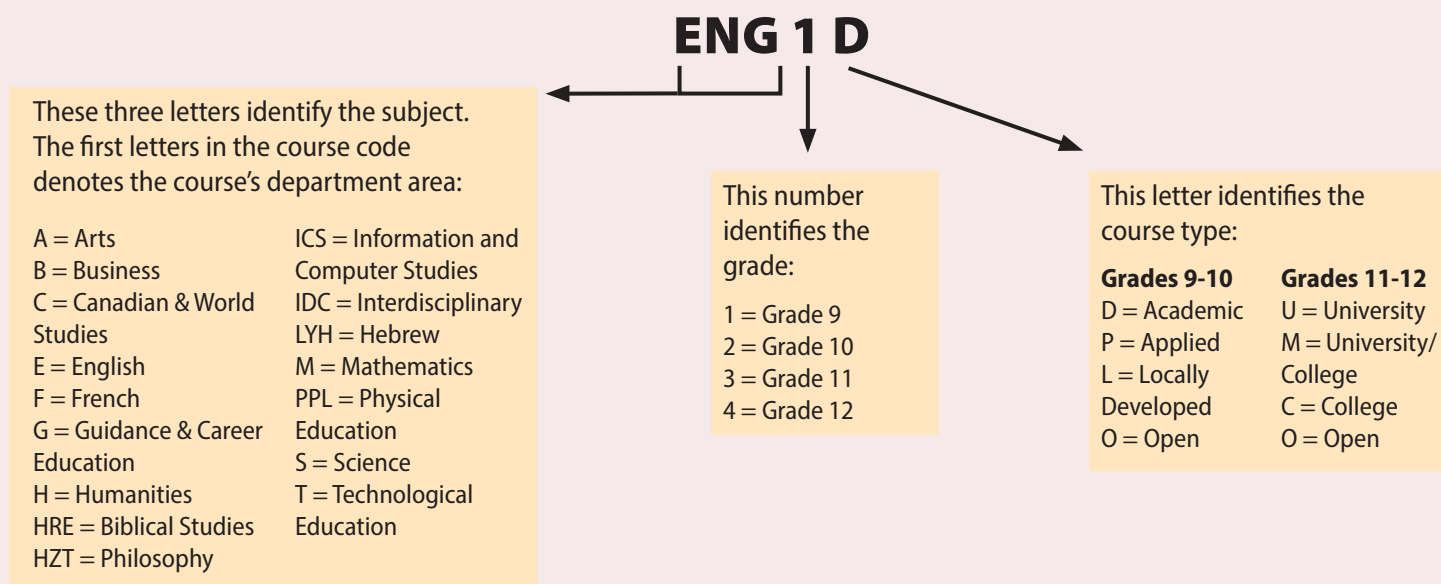 ENG 1 D
These three letters identify the subject.
The first letters in the course code
denotes the course's department area:
A = Arts
B = Business
C = Canadian & World
Studies
E = English
F = French
G = Guidance & Career
Education
H = Humanities
HRE = Biblical Studies
HZT = Philosophy
ICS = Information and
Computer Studies
IDC = Interdisciplinary
LYH = Hebrew
M = Mathematics
PPL = Physical
Education
S = Science
T = Technological
Education
This number
identifies the
grade:
1 = Grade 9
2 = Grade 10
3 = Grade 11
4 = Grade 12
This letter identifies the
course type:
Grades 9-10
D = Academic
P = Applied
L = Locally
Developed
O = Open
Grades 11-12
U = University
M = University/
College
C = College
O = Open